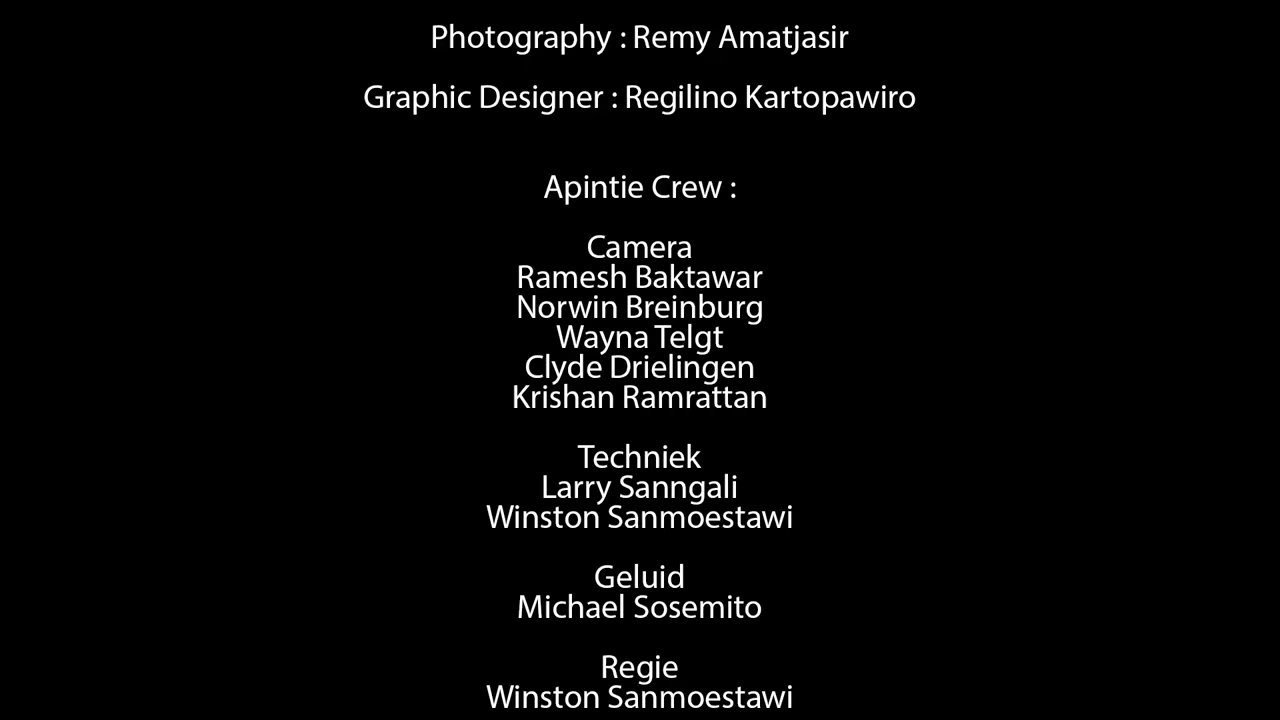 Photography : Remy Amatjasir
Graphic Designer : Regilino Kartopawiro
Apintie Crew :
Camera
Ramesh Baktawar
Norwin Breinburg
Wayna Telgt
Clyde Drielingen
Krishan Ramrattan
Techniek
Larry Sanngali
Winston Sanmoestawi
Geluid
Michael Sosemito
Regie
Winston Sanmoestawi